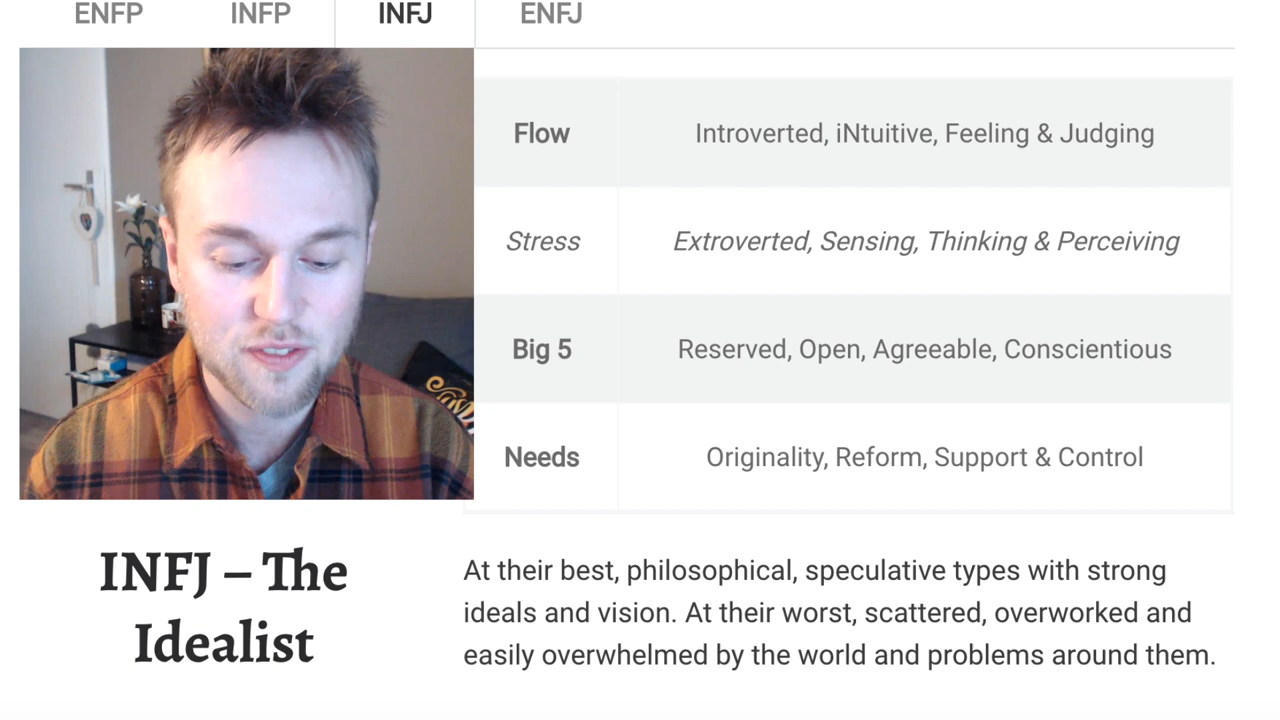 ENFP INFP INFJ ENFJ
Flow Introverted, iNtuitive, Feeling & Judging
Stress Extroverted, Sensing, Thinking & Perceiving
Big 5 Reserved, Open, Agreeable, Conscientious
Needs Originality, Reform, Support & Control
INFJ – The
Idealist
At their best, philosophical, speculative types with strong
ideals and vision. At their worst, scattered, overworked and
easily overwhelmed by the world and problems around them.